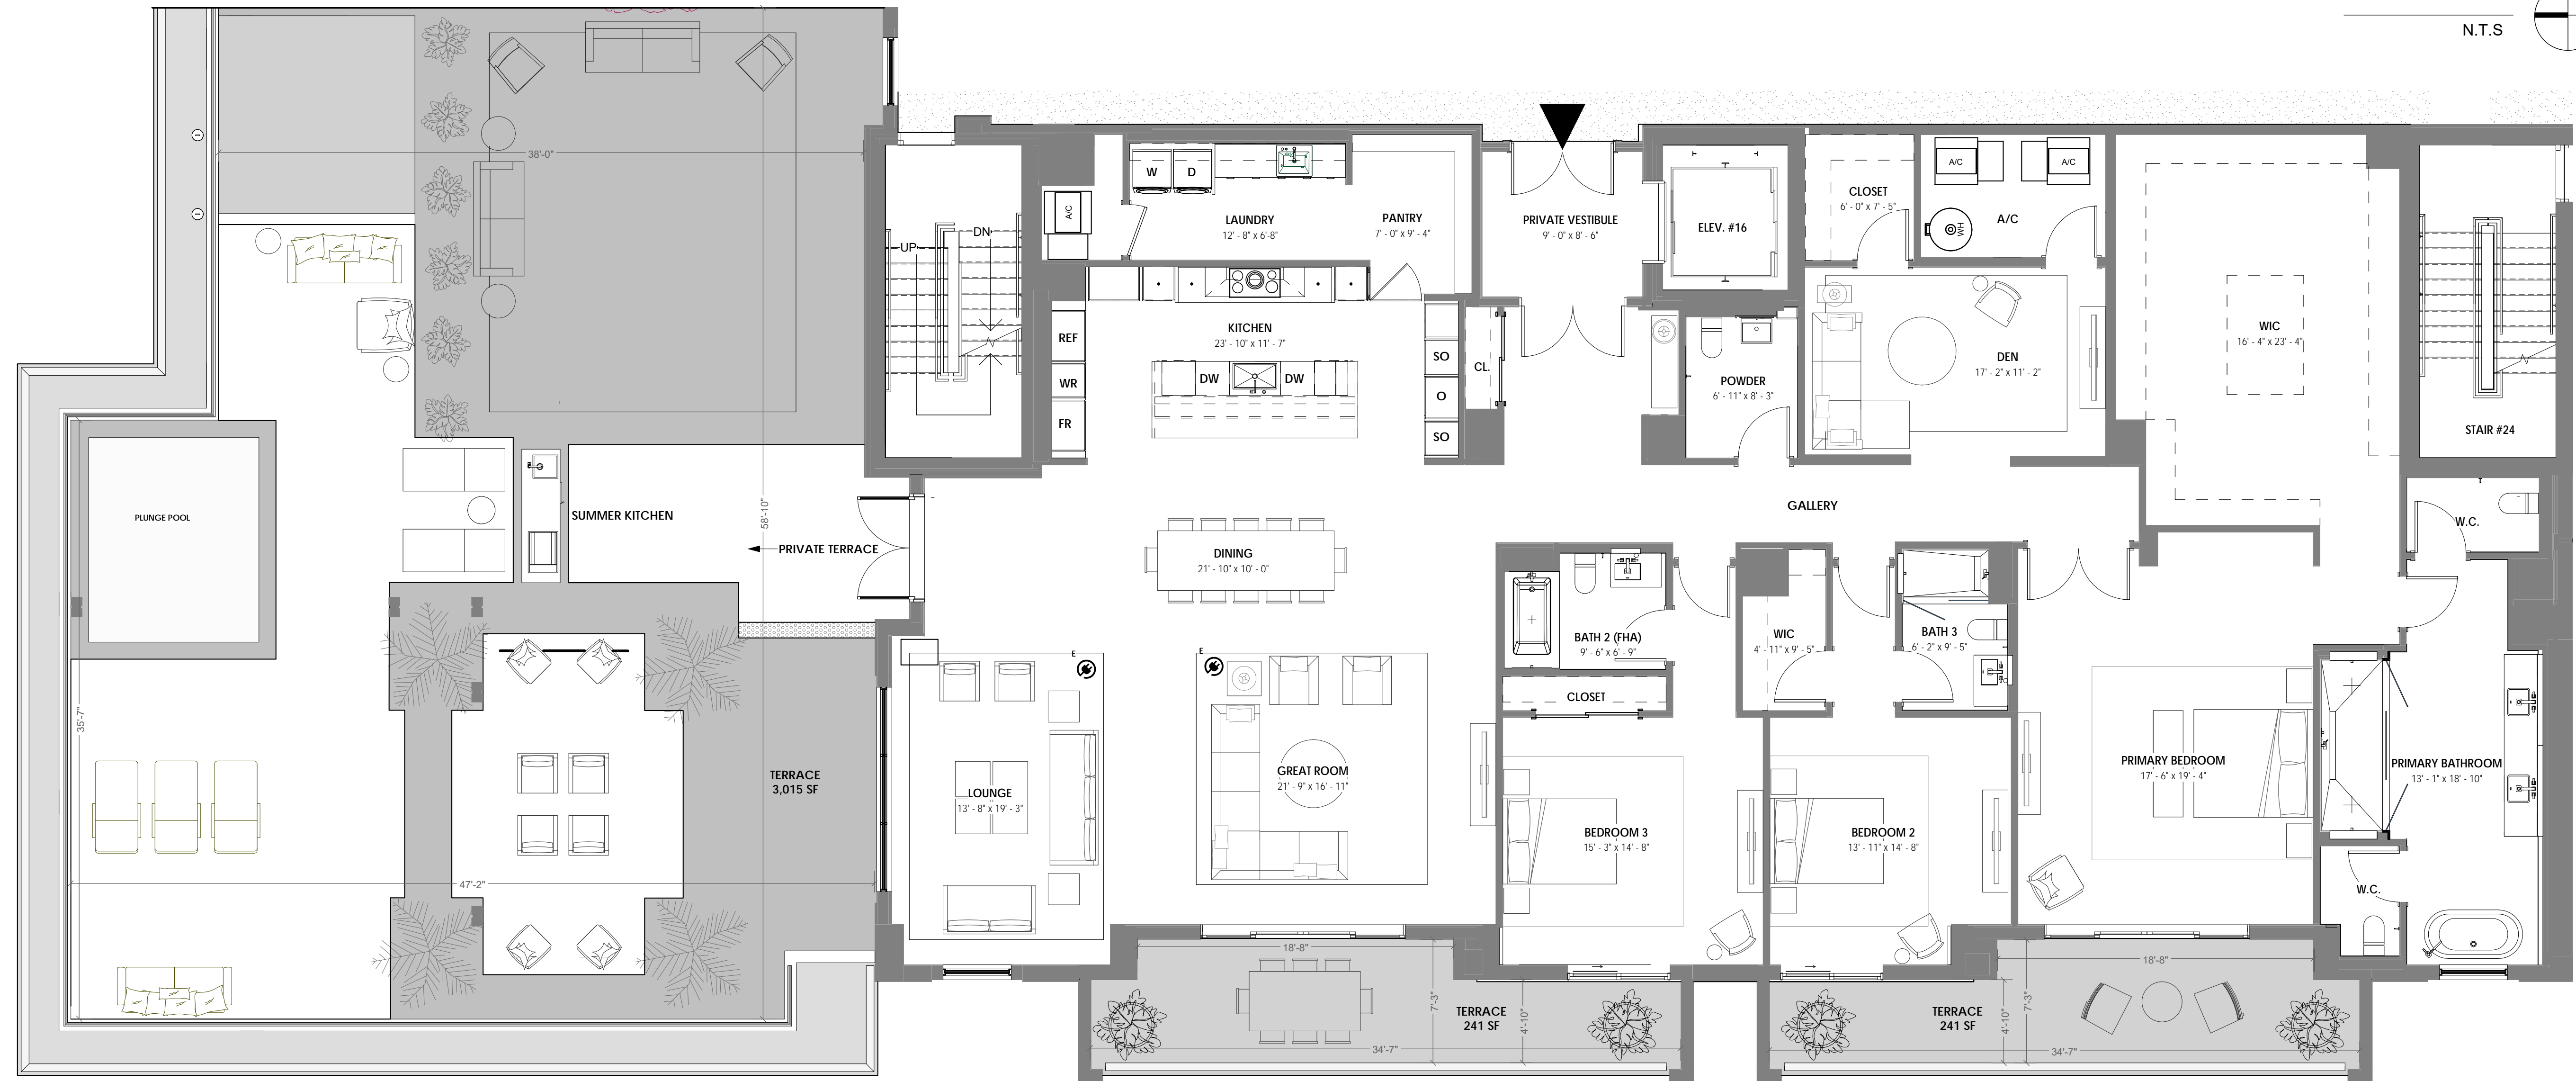 N.T.S
38'-0"
58'-10"
UP
DN
A/C
W
D
LAUNDRY
12' - 8" x 6'-8"
PANTRY
7' - 0" x 9' - 4"
PRIVATE VESTIBULE
9' - 0" x 8' - 6"
ELEV. #16
CLOSET
6' - 0" x 7' - 5"
A/C
A/C
A/C
WH
WIC
16' - 4" x 23' - 4"
STAIR #24
REF
WR
FR
KITCHEN
23' - 10" x 11' - 7"
DW
DW
SO
O
SO
CL.
POWDER
6' - 11" x 8' - 3"
DEN
17' - 2" x 11' - 2"
PLUNGE POOL
SUMMER KITCHEN
PRIVATE TERRACE
GALLERY
W.C.
DINING
21' - 10" x 10' - 0"
BATH 2 (FHA)
9' - 6" x 6' - 9"
WIC
4' - 11" x 9' - 5"
BATH 3
6' - 2" x 9' - 5"
CLOSET
E
E
35'-7"
TERRACE
3,015 SF
LOUNGE
13' - 8" x 19' - 3"
GREAT ROOM
21' - 9" x 16' - 11"
BEDROOM 3
15' - 3" x 14' - 8"
BEDROOM 2
13' - 11" x 14' - 8"
PRIMARY BEDROOM
17' - 6" x 19' - 4"
PRIMARY BATHROOM
13' - 1" x 18' - 10"
W.C.
47'-2"
18'-8"
7'-3"
4'-10"
TERRACE
241 SF
34'-7"
18'-8"
4'-10"
7'-3"
TERRACE
241 SF
34'-7"